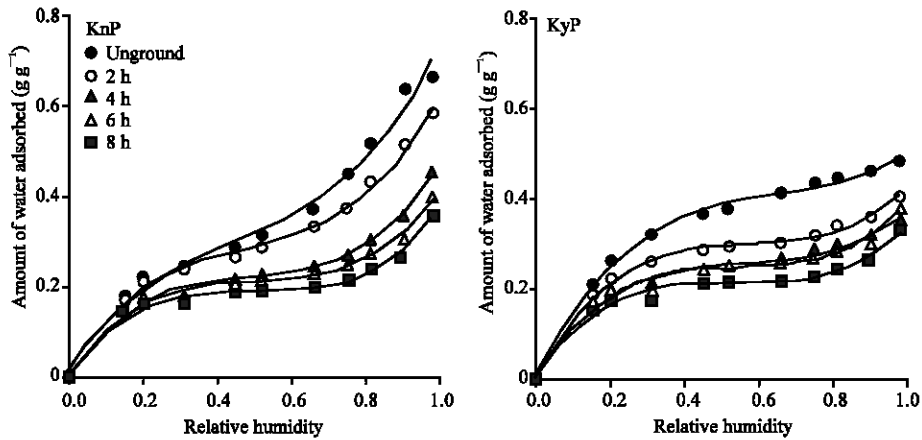 KnP
Unground
2 h
4 h
6 h
8 h
Amount of water adsorbed (g g⁻¹)
0.8
0.6
0.4
0.2
0
0.0 0.2 0.4 0.6 0.8 1.0
Relative humidity
KyP
Amount of water adsorbed (g g⁻¹)
0.8
0.6
0.4
0.2
0
0.0 0.2 0.4 0.6 0.8 1.0
Relative humidity